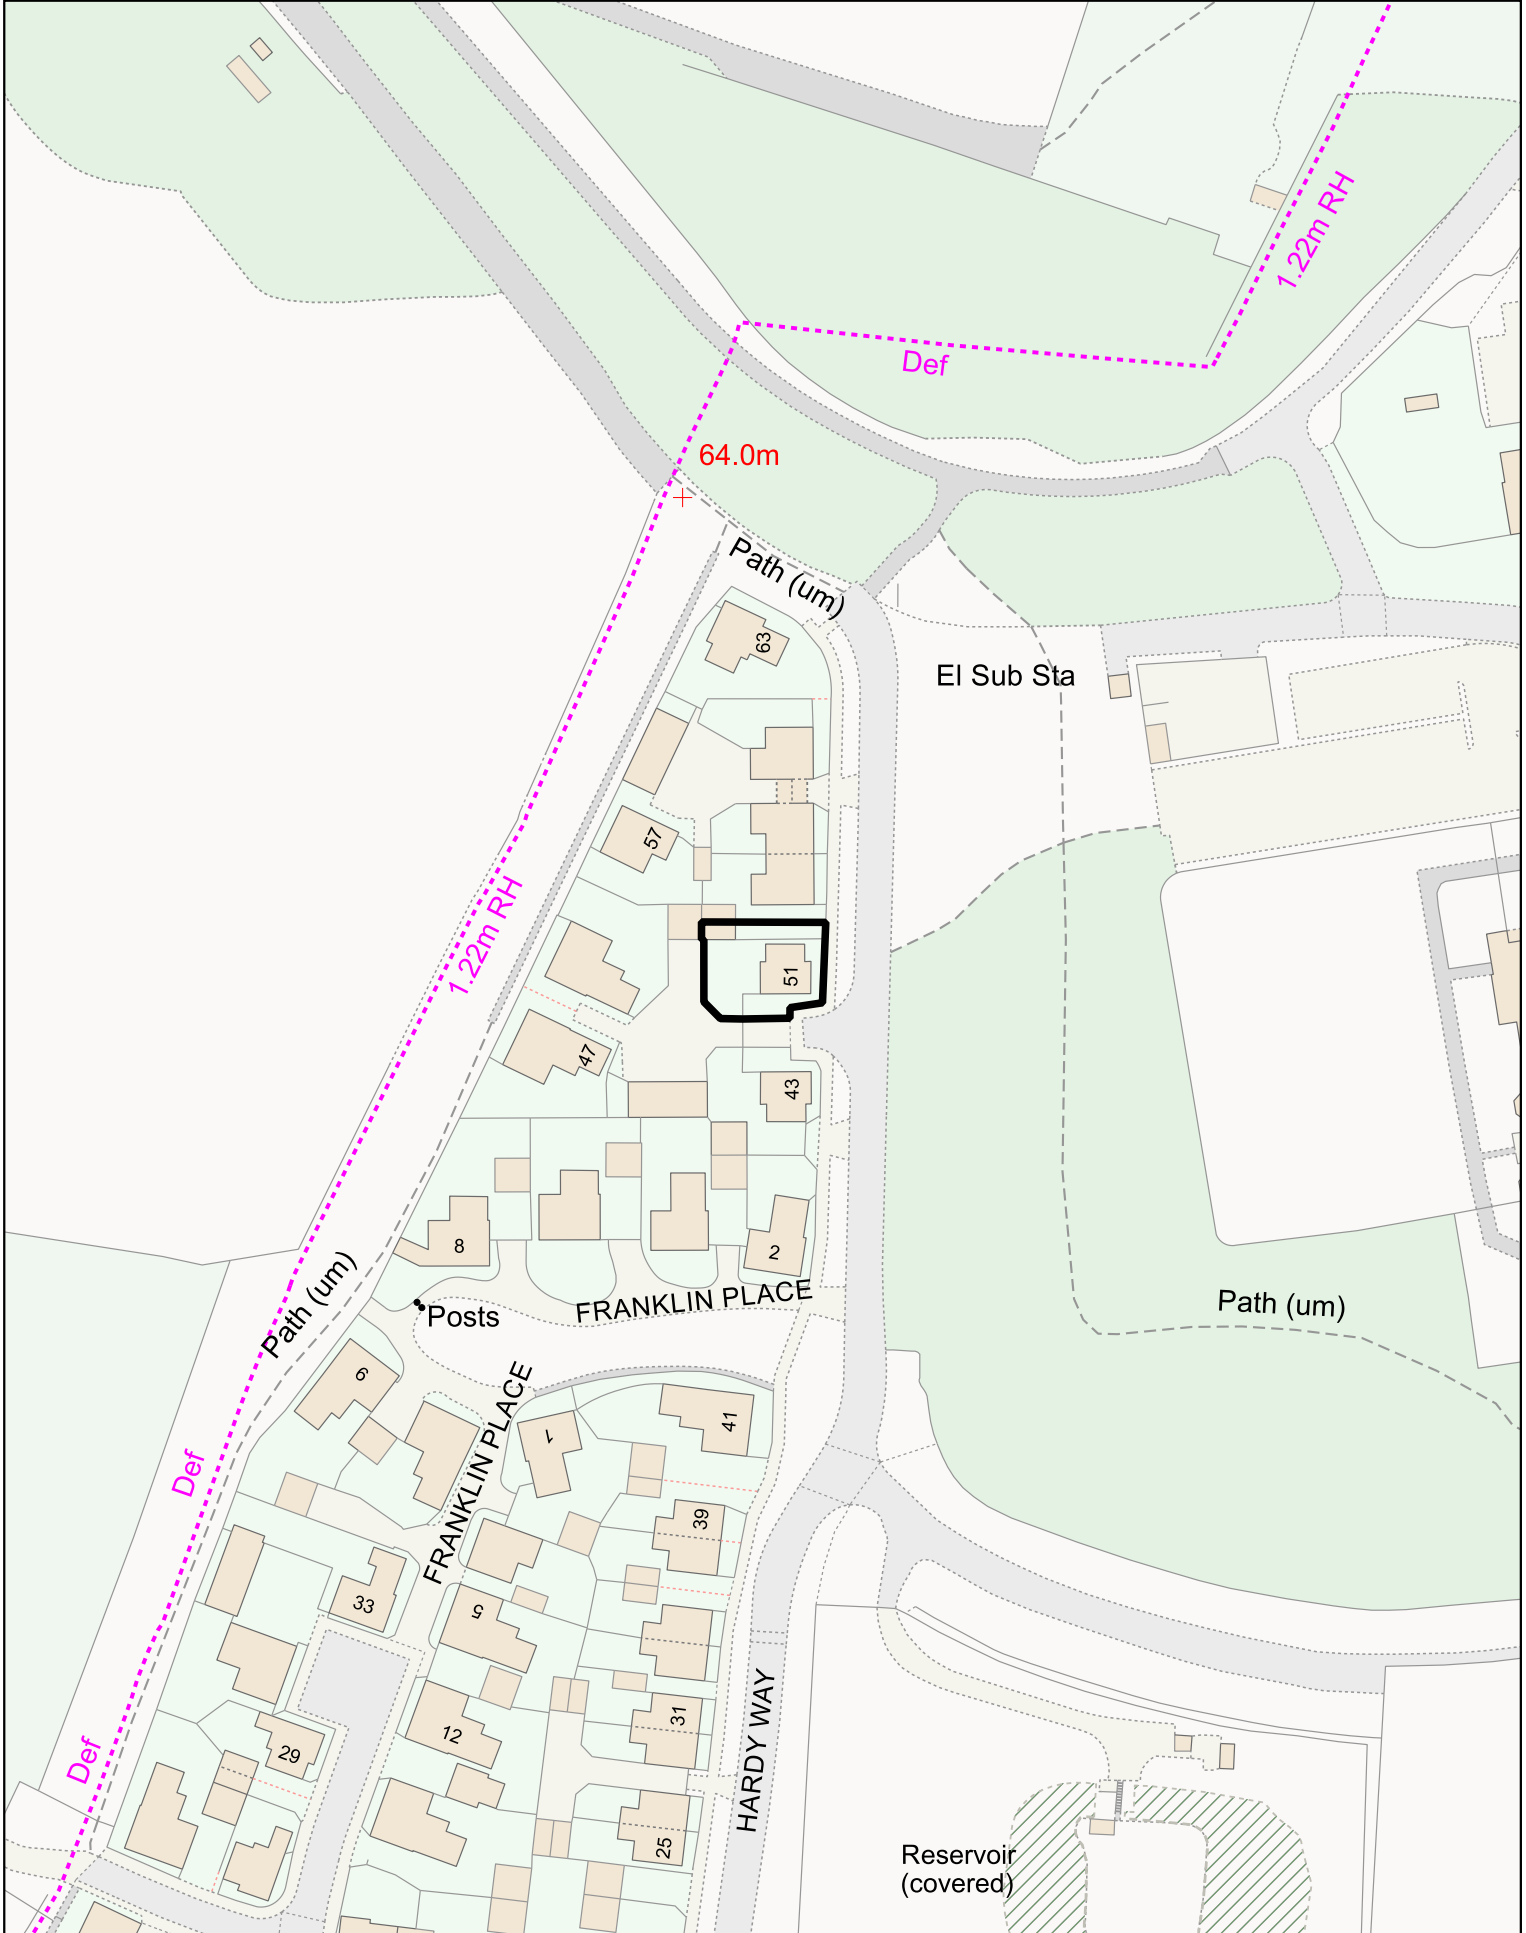 1.22m RH
Def
64.0m
Path (um)
63
El Sub Sta
57
1.22m RH
51
47
43
8
2
Path (um)
FRANKLIN PLACE
Posts
Path (um)
6
FRANKLIN PLACE
1
41
Def
39
33
5
31
12
HARDY WAY
29
Def
25
Reservoir
(covered)